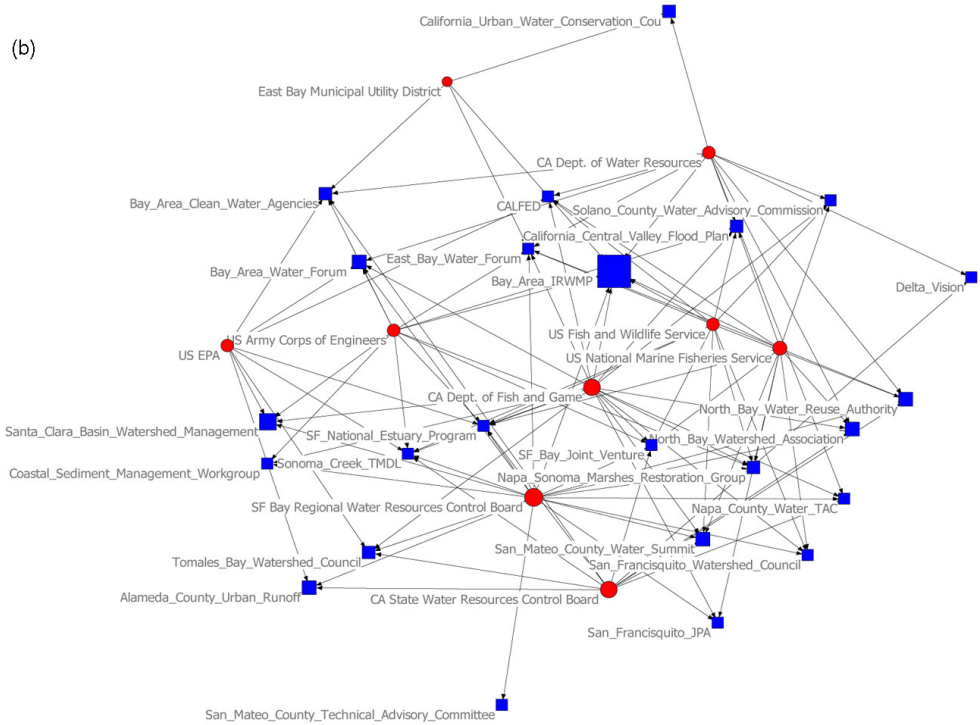 California_Urban_Water_Conservation_Cou
(b)
East Bay Municipal Utility District
CA Dept. of Water Resources
Bay_Area_Clean_Water_Agencies
CALFED
Solano_County_Water_Advisory_Commission
California_Central_Valley_Flood_Plan
East_Bay_Water_Forum
Bay_Area_Water_Forum
Bay_Area_IRWMP
Delta_Vision
US Fish and Wildlife Service
US Army Corps of Engineers
US EPA
US National Marine Fisheries Service
CA Dept. of Fish and Game
North_Bay_Water_Reuse_Authority
Santa_Clara_Basin_Watershed_Management
SF_National_Estuary_Program
North_Bay_Watershed_Association
SF_Bay_Joint_Venture
Sonoma_Creek_TMDL
Coastal_Sediment_Management_Workgroup
Napa_Sonoma_Marshes_Restoration_Group
SF Bay Regional Water Resources Control Board
Napa_County_Water_TAC
San_Mateo_County_Water_Summit
Tomales_Bay_Watershed_Council
San_Francisquito_Watershed_Council
Alameda_County_Urban_Runoff
CA State Water Resources Control Board
San_Francisquito_JPA
San_Mateo_County_Technical_Advisory_Committee